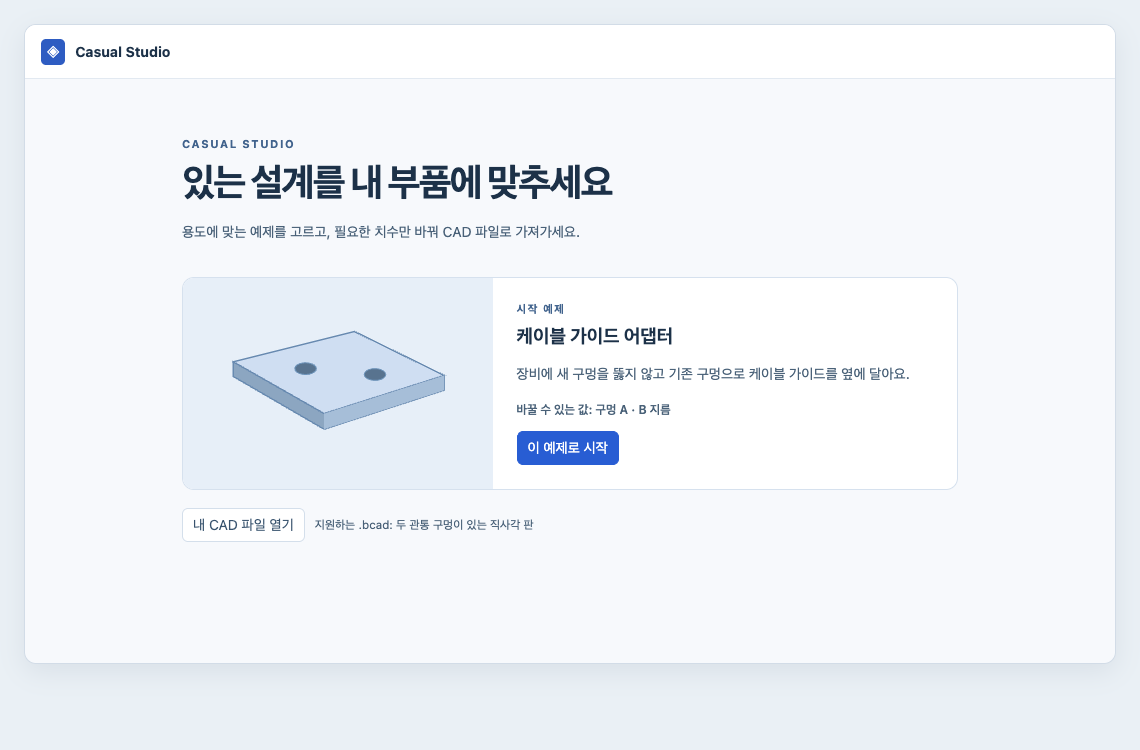 Casual Studio
CASUAL STUDIO
있는 설계를 내 부품에 맞추세요
용도에 맞는 예제를 고르고, 필요한 치수만 바꿔 CAD 파일로 가져가세요.
시작 예제
케이블 가이드 어댑터
장비에 새 구멍을 뚫지 않고 기존 구멍으로 케이블 가이드를 옆에 달아요.
바꿀 수 있는 값: 구멍 A · B 지름
이 예제로 시작
내 CAD 파일 열기
지원하는 .bcad: 두 관통 구멍이 있는 직사각 판